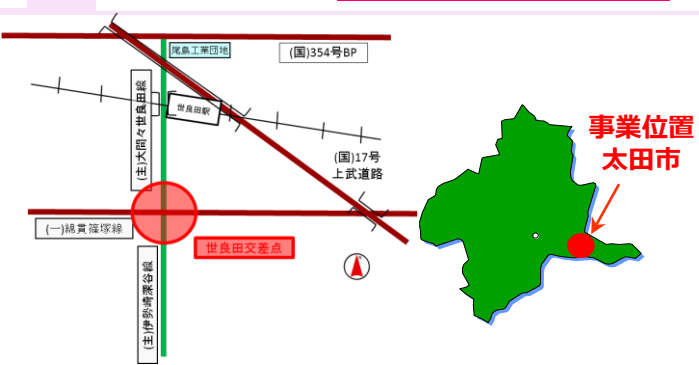 尾島工業団地
(国)354号BP
(主)大間々世良田線
世良田駅
(国)17号
上武道路
(一)綿貫篠塚線
世良田交差点
(主)伊勢崎深谷線
事業位置
太田市